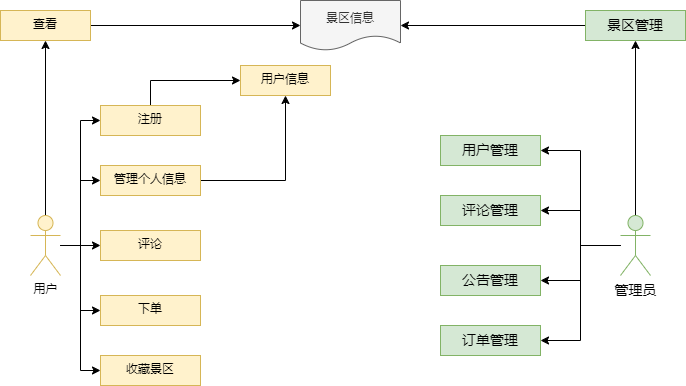 查看
景区信息
景区管理
用户信息
注册
管理个人信息
评论
下单
收藏景区
用户
用户管理
评论管理
公告管理
订单管理
管理员